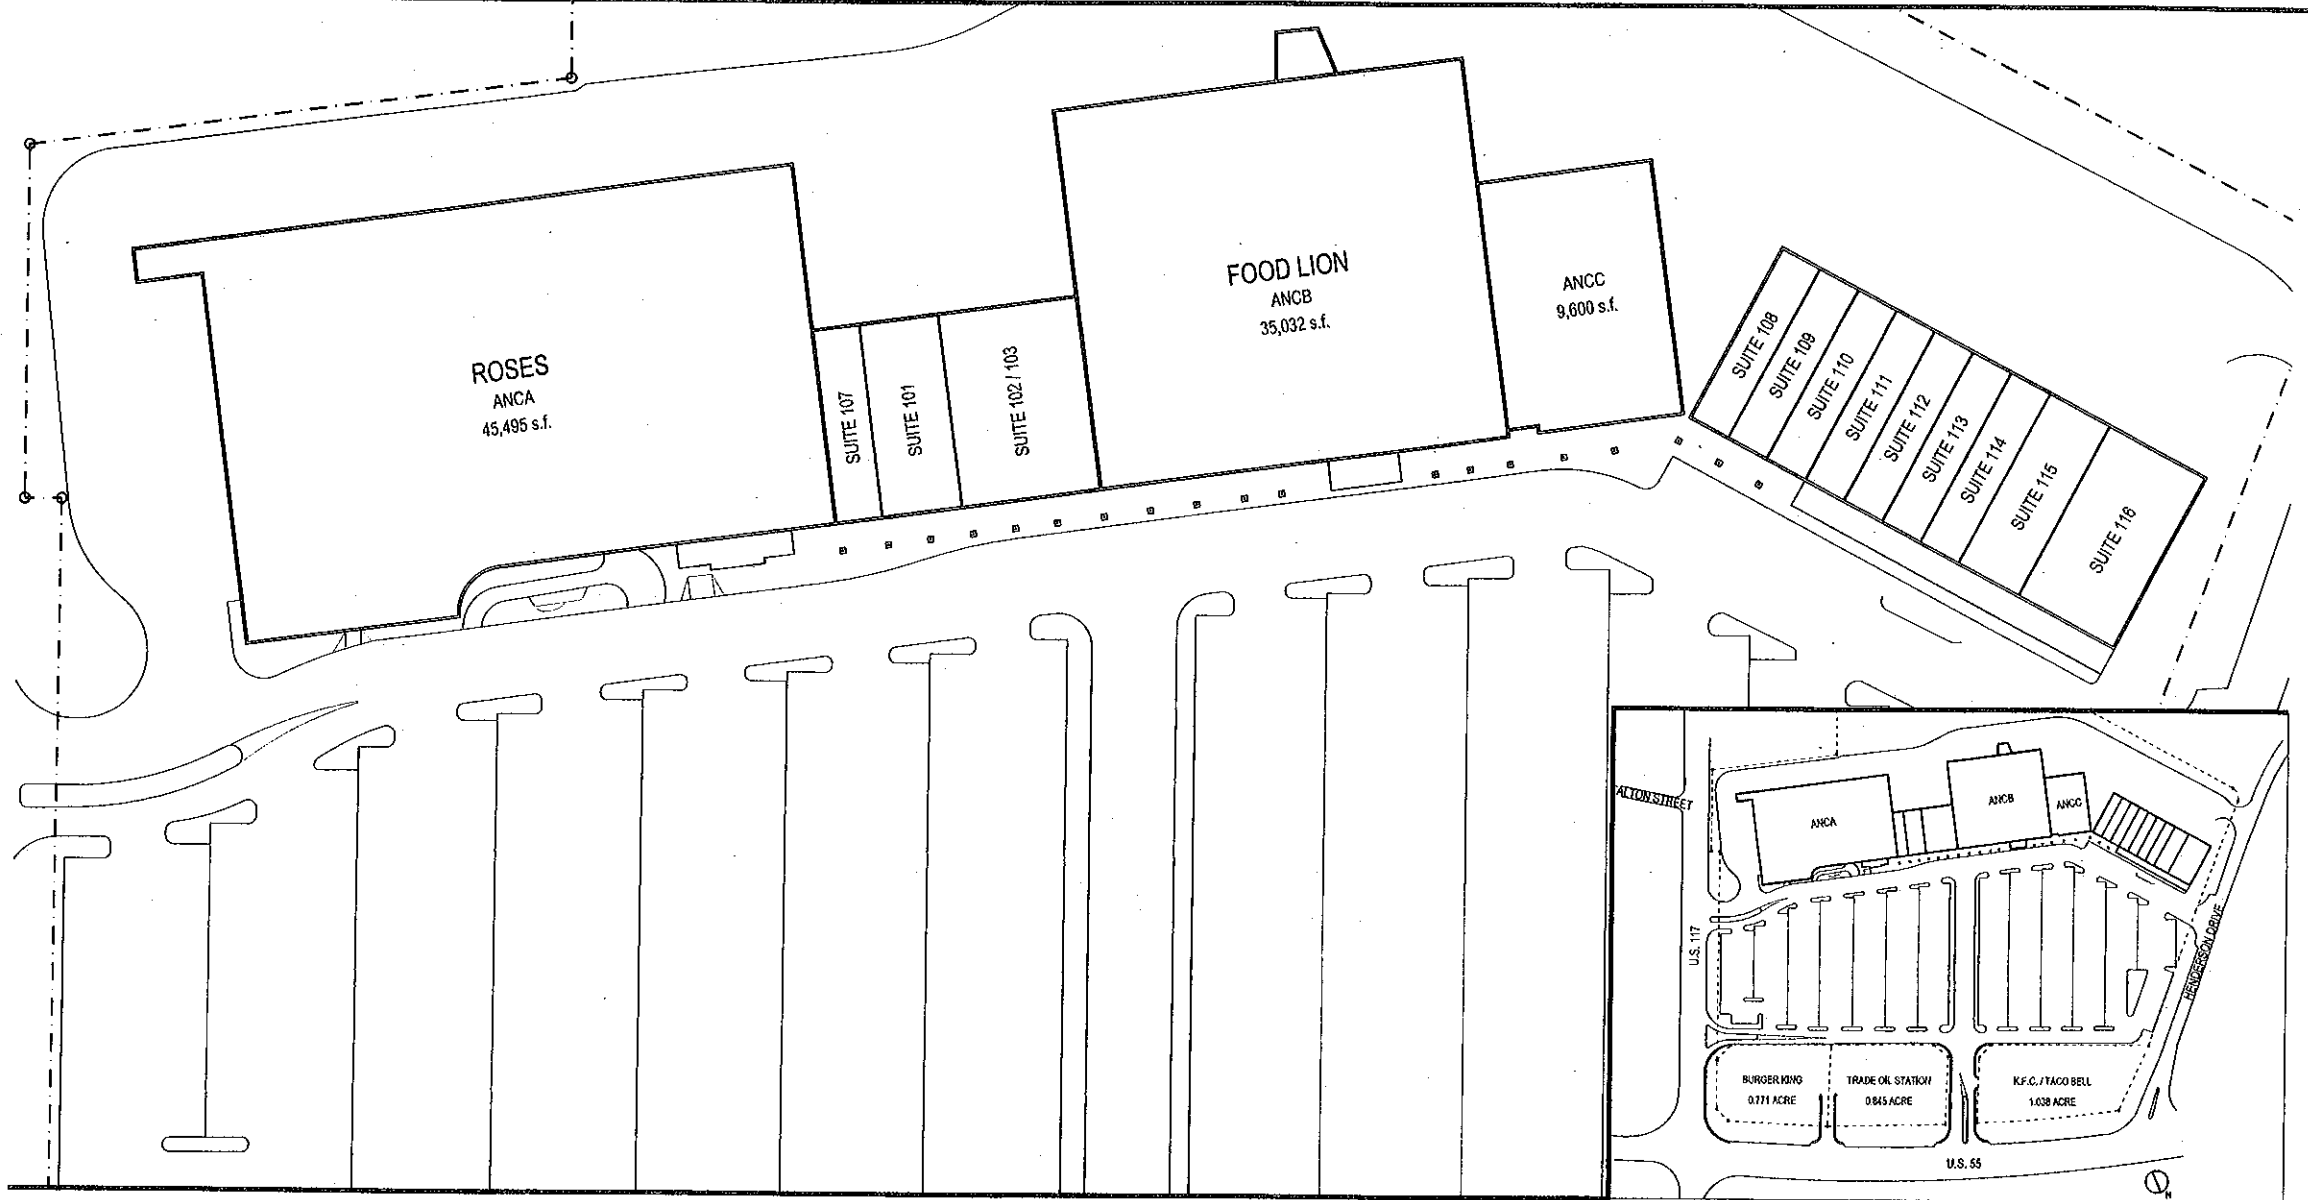 ROSES
ANCA
45,495 s.f.
SUITE 107
SUITE 101
SUITE 102 / 103
FOOD LION
ANCB
35,032 s.f.
ANCC
9,600 s.f.
SUITE 108
SUITE 109
SUITE 110
SUITE 111
SUITE 112
SUITE 113
SUITE 114
SUITE 115
SUITE 116
ALTON STREET
ANCA
ANCB
ANCC
U.S. 117
HENDERSON DRIVE
BURGER KING
0.771 ACRE
TRADE OIL STATION
0.845 ACRE
K.F.C. / TACO BELL
1.038 ACRE
U.S. 55
N